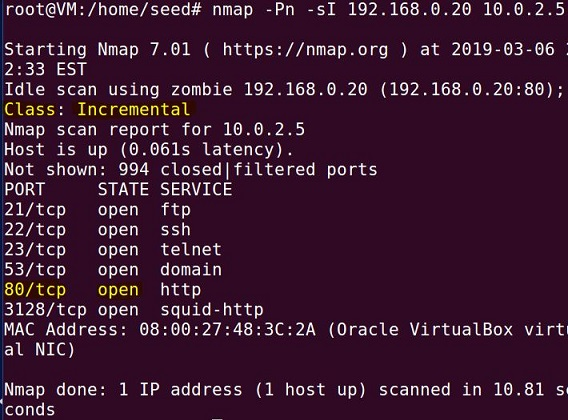 root@VM:/home/seed# nmap -Pn -sI 192.168.0.20 10.0.2.5
Starting Nmap 7.01 ( https://nmap.org ) at 2019-03-06
2:33 EST
Idle scan using zombie 192.168.0.20 (192.168.0.20:80);
Class: Incremental
Nmap scan report for 10.0.2.5
Host is up (0.061s latency).
Not shown: 994 closed|filtered ports
PORT     STATE SERVICE
21/tcp   open  ftp
22/tcp   open  ssh
23/tcp   open  telnet
53/tcp   open  domain
80/tcp   open  http
3128/tcp open  squid-http
MAC Address: 08:00:27:48:3C:2A (Oracle VirtualBox virtu
al NIC)
Nmap done: 1 IP address (1 host up) scanned in 10.81 se
conds